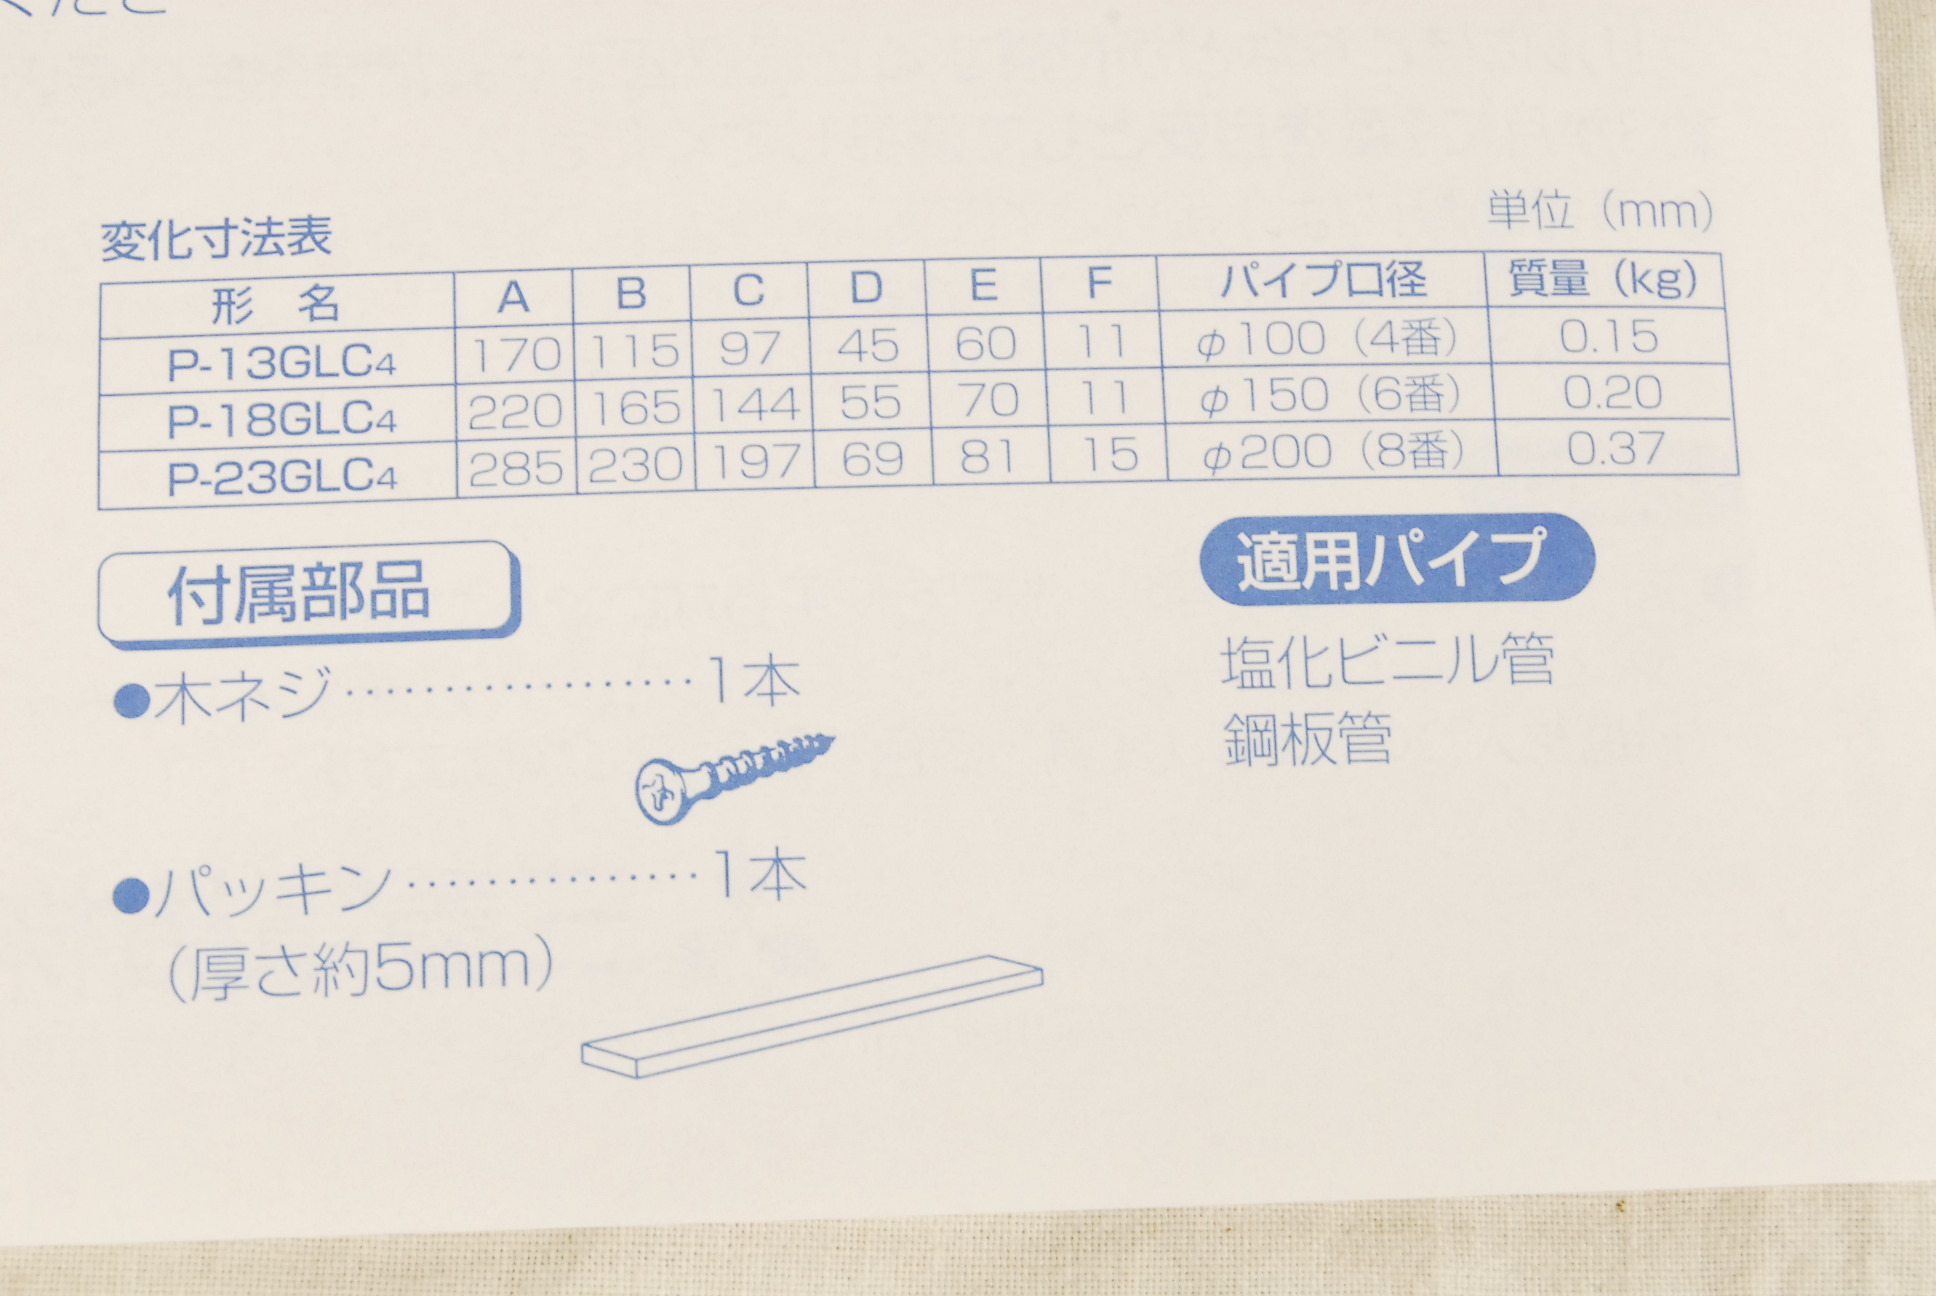 変化寸法表
単位（mm）
形　名 A B C D E F パイプ口径 質量（kg）
P-13GLC4 170 115 97 45 60 11 φ100（4番） 0.15
P-18GLC4 220 165 144 55 70 11 φ150（6番） 0.20
P-23GLC4 285 230 197 69 81 15 φ200（8番） 0.37
付属部品
●木ネジ………………1本
●パッキン……………1本
（厚さ約5mm）
適用パイプ
塩化ビニル管
鋼板管